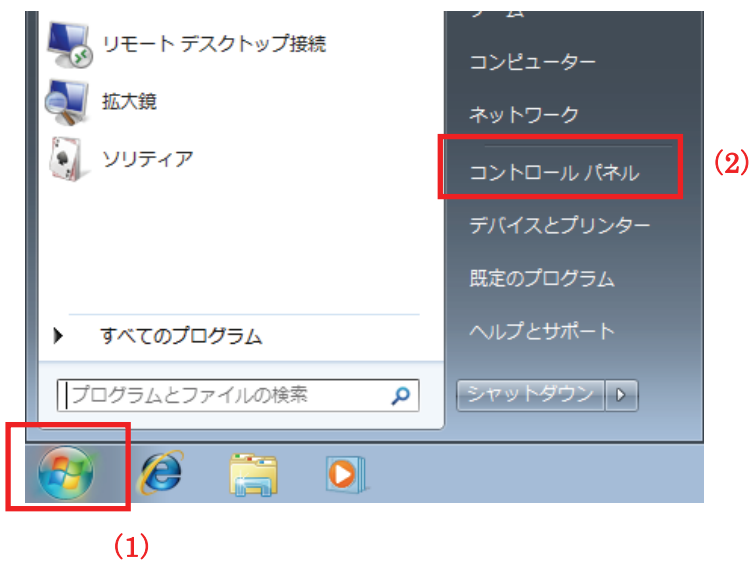 リモート デスクトップ接続
拡大鏡
ソリティア
すべてのプログラム
プログラムとファイルの検索
コンピューター
ネットワーク
コントロール パネル
(2)
デバイスとプリンター
既定のプログラム
ヘルプとサポート
シャットダウン
(1)